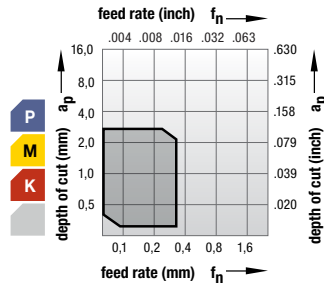 feed rate (inch) fn
.004 .008 .016 .032 .063
16,0 .630
8,0 .315
4,0 .158
2,0 .079
1,0 .039
0,5 .020
ap
depth of cut (mm)
ap
depth of cut (inch)
P
M
K
0,1 0,2 0,4 0,8 1,6
feed rate (mm) fn